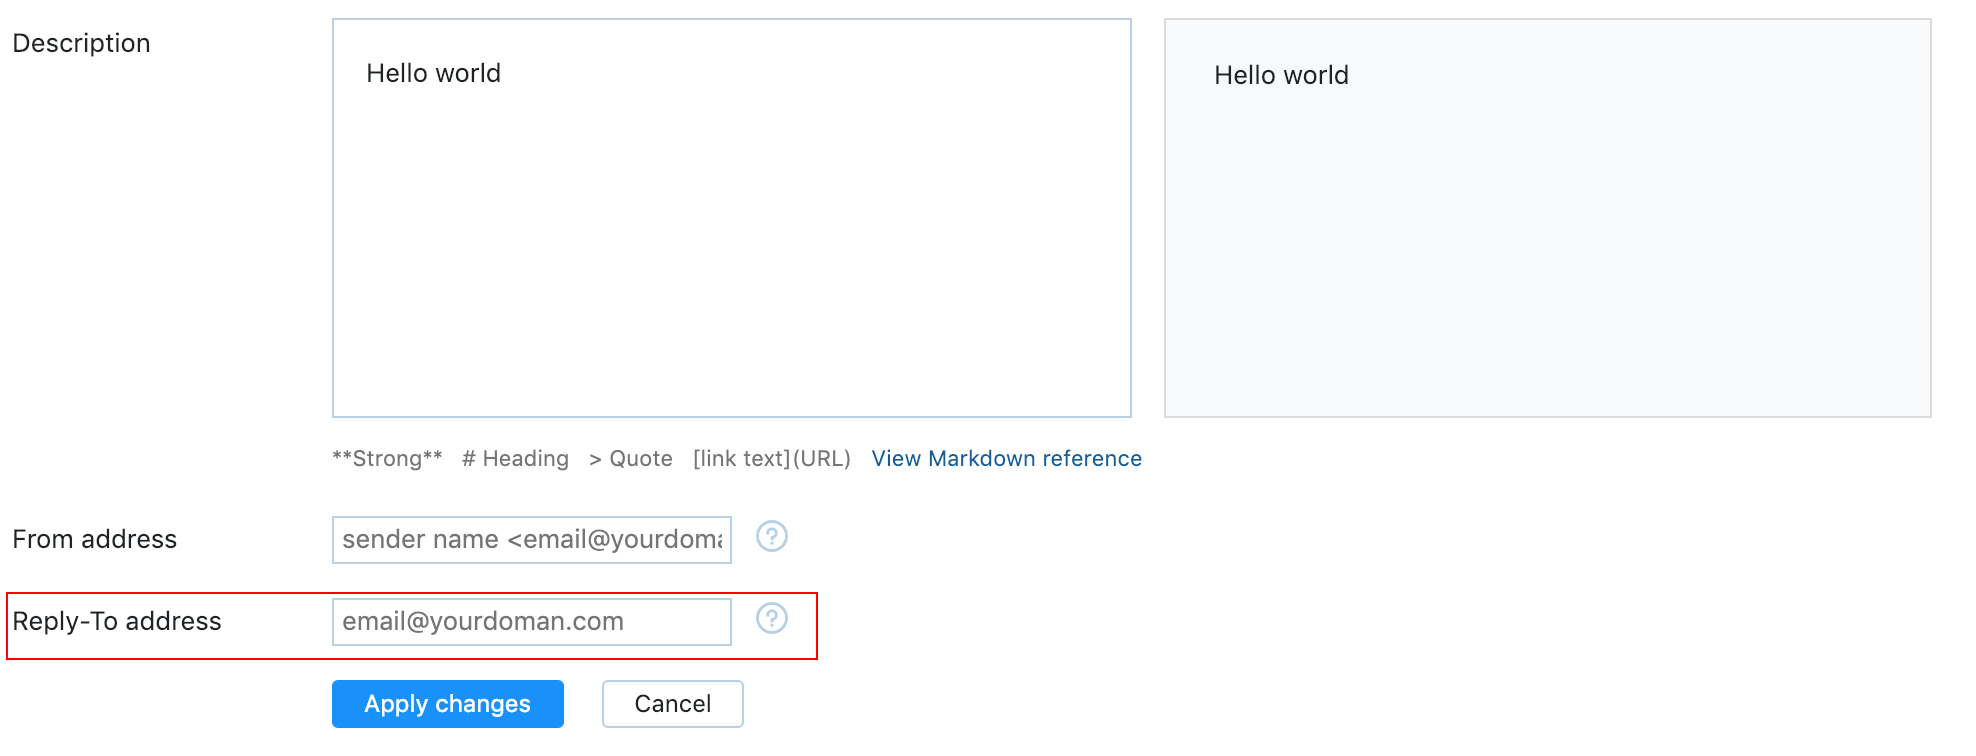 Description
Hello world
Hello world
**Strong** # Heading > Quote [link text](URL) View Markdown reference
From address
sender name <email@yourdoma
?
Reply-To address
email@yourdoman.com
?
Apply changes
Cancel